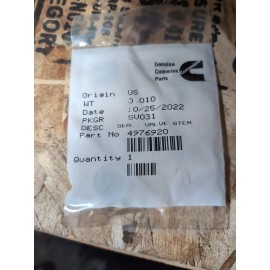 Genuine
Cummins
Parts
Origin US
WT 0.010
Date 10/25/2022
PKGR SV031
DESC SEAL, VALVE STEM
Part No 4976920
Quantity 1